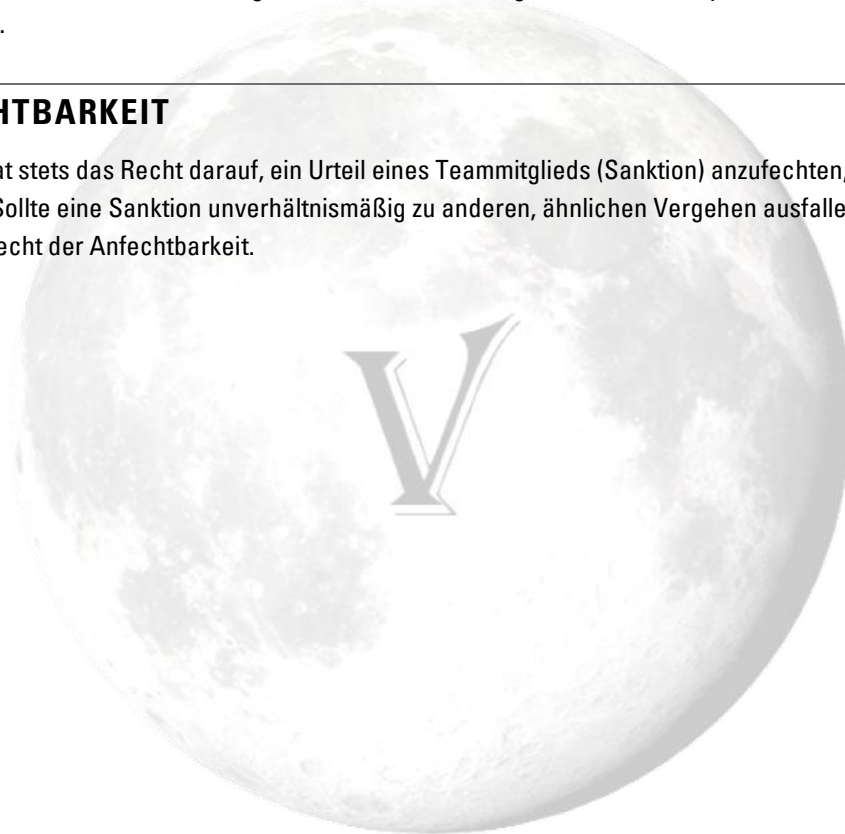 .
HTBARKEIT
at stets das Recht darauf, ein Urteil eines Teammitglieds (Sanktion) anzufechten,
Sollte eine Sanktion unverhältnismäßig zu anderen, ähnlichen Vergehen ausfalle
echt der Anfechtbarkeit.
V